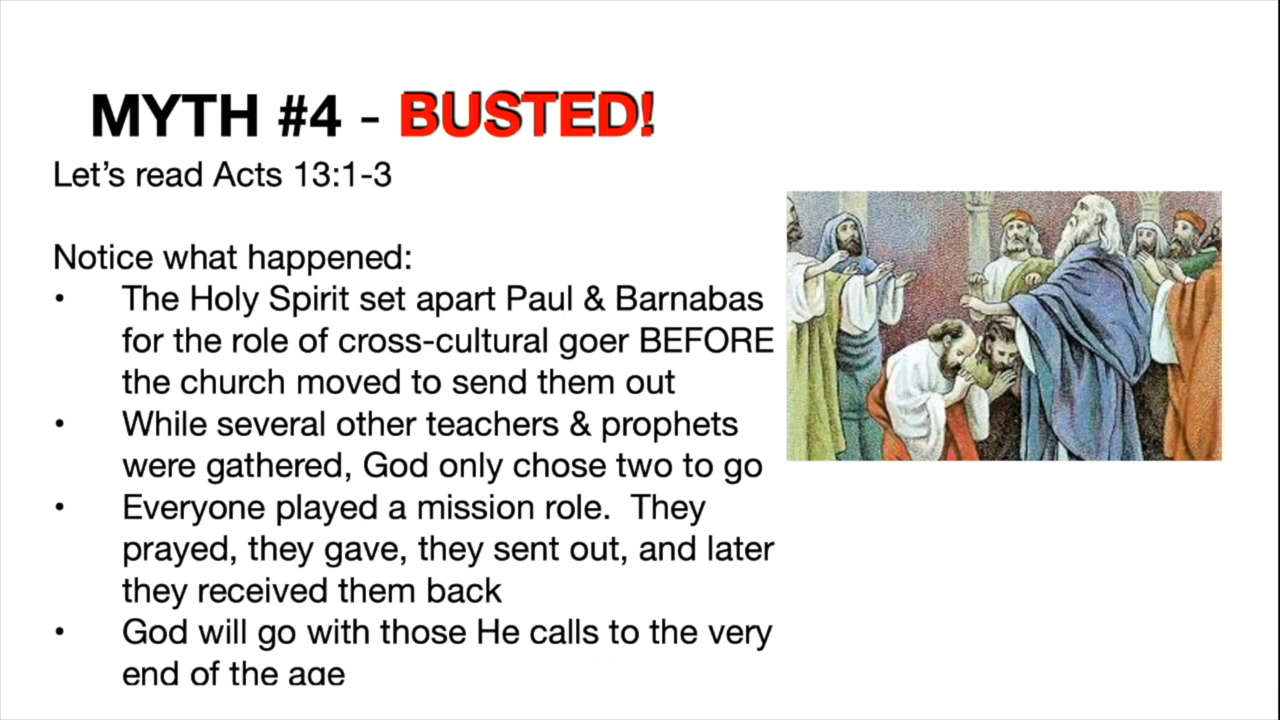 MYTH #4 - BUSTED!
Let’s read Acts 13:1-3
Notice what happened:
• The Holy Spirit set apart Paul & Barnabas
for the role of cross-cultural goer BEFORE
the church moved to send them out
• While several other teachers & prophets
were gathered, God only chose two to go
• Everyone played a mission role.  They
prayed, they gave, they sent out, and later
they received them back
• God will go with those He calls to the very
end of the age